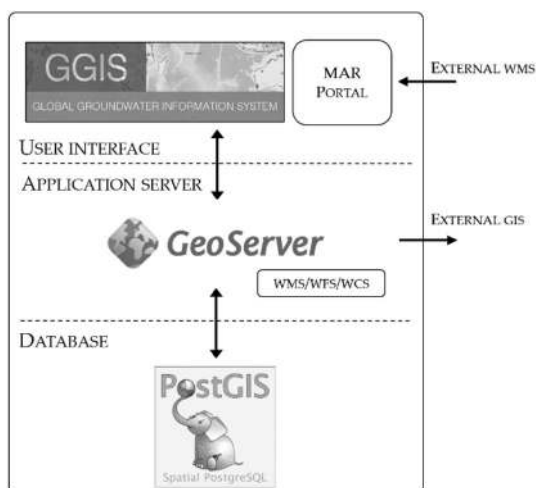 GGIS
GLOBAL GROUNDWATER INFORMATION SYSTEM
MAR
PORTAL
EXTERNAL WMS
USER INTERFACE
APPLICATION SERVER
GeoServer
EXTERNAL GIS
WMS/WFS/WCS
DATABASE
PostGIS
Spatial PostgreSQL